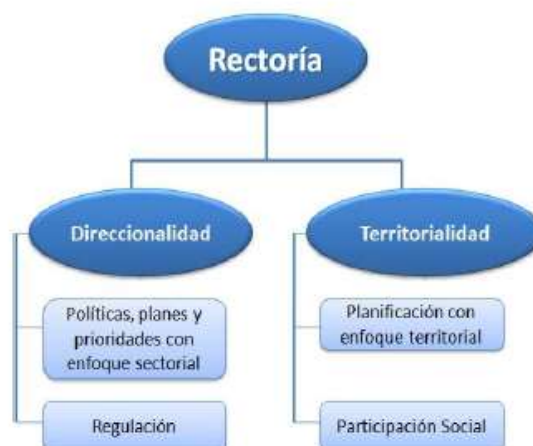 Rectoría
Direccionalidad
Territorialidad
Políticas, planes y
prioridades con
enfoque sectorial
Planificación con
enfoque territorial
Regulación
Participación Social